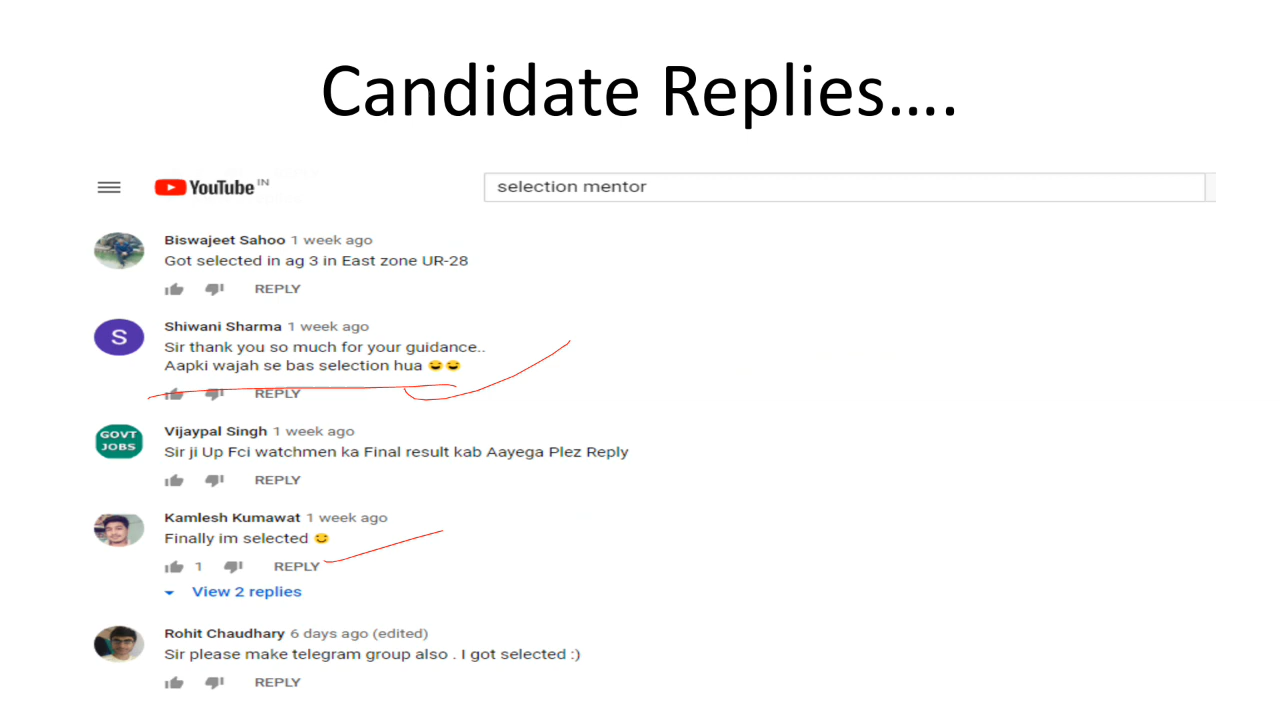 Candidate Replies....
YouTube IN
selection mentor
Biswajeet Sahoo 1 week ago
Got selected in ag 3 in East zone UR-28
REPLY
S
Shiwani Sharma 1 week ago
Sir thank you so much for your guidance..
Aapki wajah se bas selection hua 😄😄
REPLY
GOVT
JOBS
Vijaypal Singh 1 week ago
Sir ji Up Fci watchmen ka Final result kab Aayega Plez Reply
REPLY
Kamlesh Kumawat 1 week ago
Finally im selected 😊
1 REPLY
View 2 replies
Rohit Chaudhary 6 days ago (edited)
Sir please make telegram group also . I got selected :)
REPLY